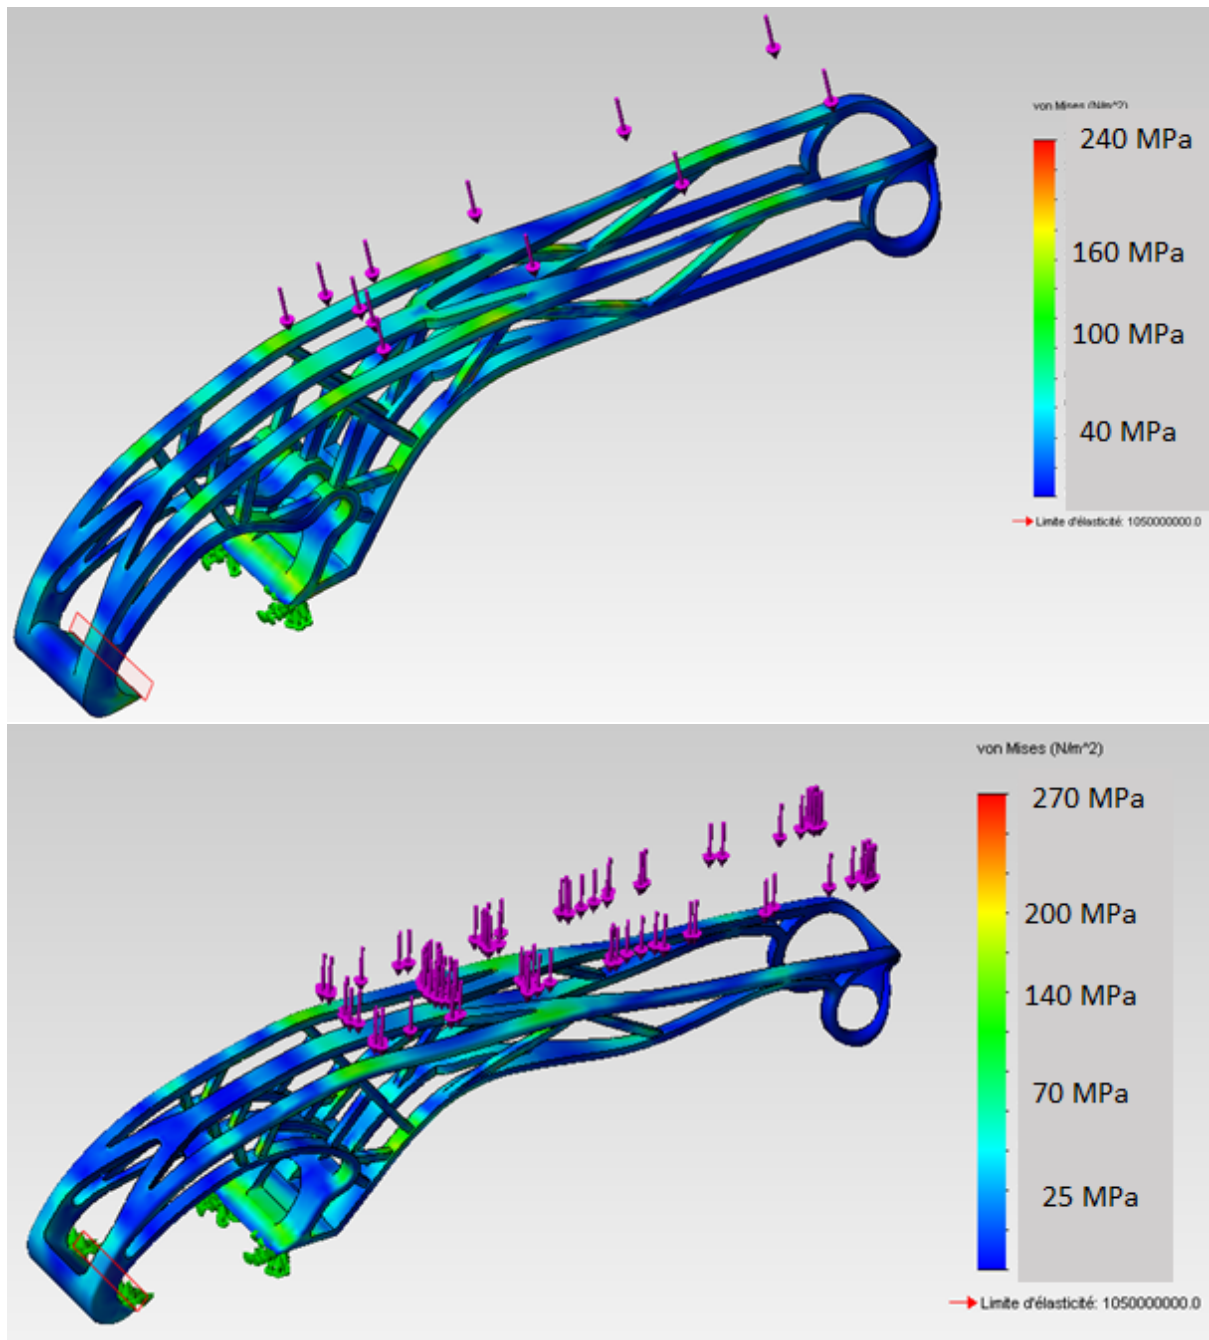 von Mises (N/m^2)
240 MPa
160 MPa
100 MPa
40 MPa
Limite d'élasticité: 1050000000.0
von Mises (N/m^2)
270 MPa
200 MPa
140 MPa
70 MPa
25 MPa
Limite d'élasticité: 1050000000.0